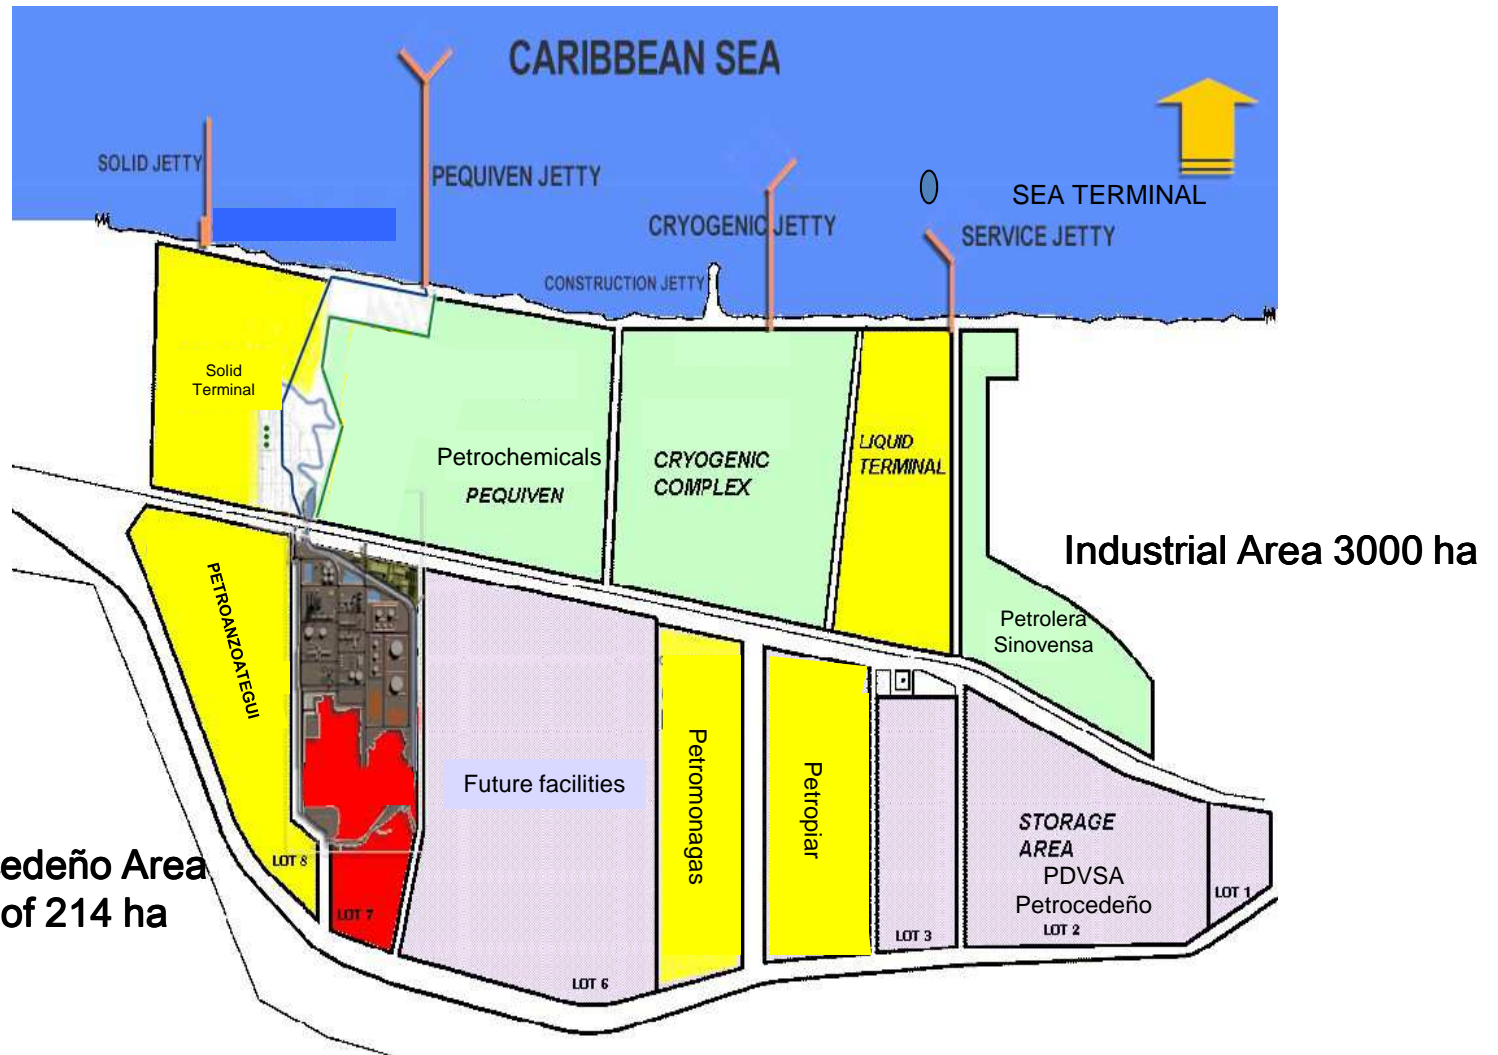 CARIBBEAN SEA
SOLID JETTY
PEQUIVEN JETTY
SEA TERMINAL
CRYOGENIC JETTY
SERVICE JETTY
CONSTRUCTION JETTY
Solid
Terminal
Petrochemicals
PEQUIVEN
CRYOGENIC
COMPLEX
LIQUID
TERMINAL
Industrial Area 3000 ha
PETROANZOATEGUI
Petrolera
Sinovensa
Future facilities
Petromonagas
Petropiar
STORAGE
AREA
PDVSA
Petrocedeño
edeño Area
of 214 ha
LOT 8
LOT 7
LOT 6
LOT 3
LOT 2
LOT 1